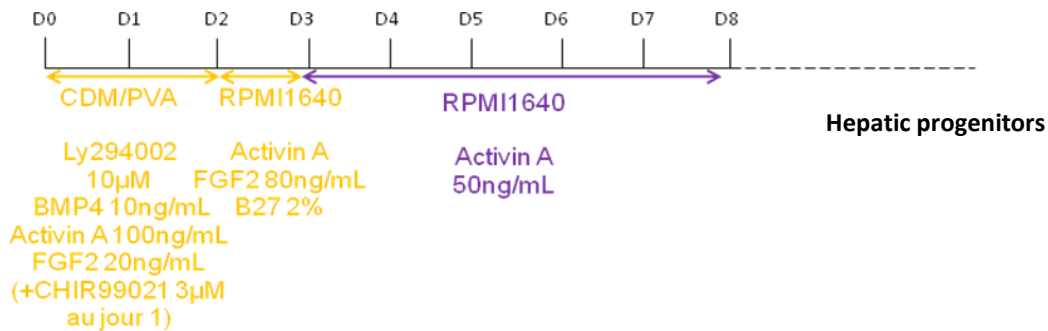 D0 D1 D2 D3 D4 D5 D6 D7 D8
CDM/PVA
Ly294002
10µM
BMP4 10ng/mL
Activin A 100ng/mL
FGF2 20ng/mL
(+CHIR99021 3µM
au jour 1)
RPMI1640
Activin A
FGF2 80ng/mL
B27 2%
RPMI1640
Activin A
50ng/mL
Hepatic progenitors